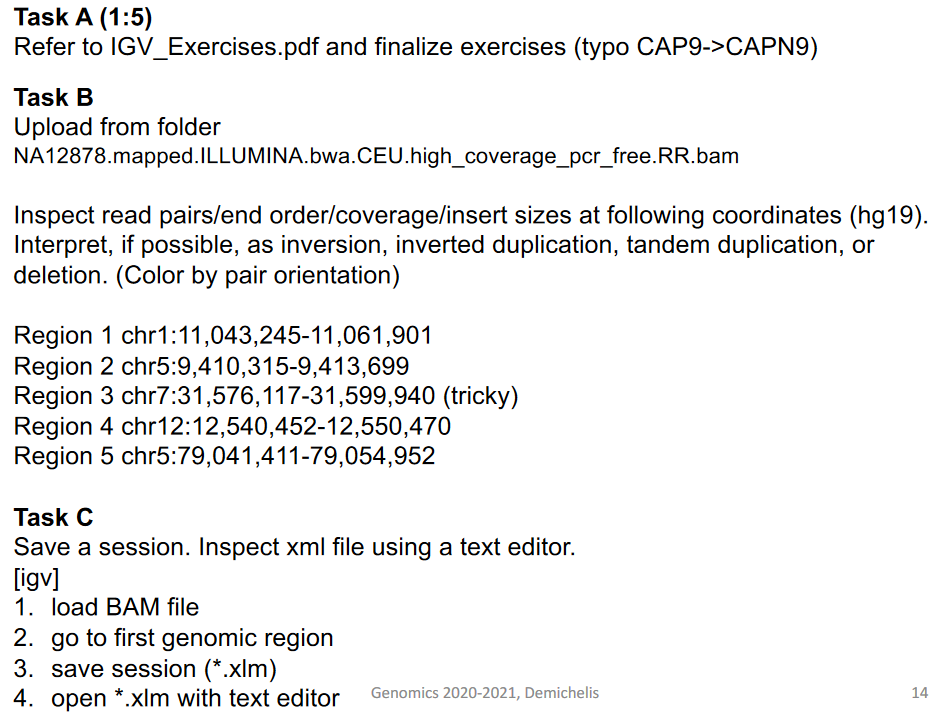 Task A (1:5)
Refer to IGV_Exercises.pdf and finalize exercises (typo CAP9->CAPN9)
Task B
Upload from folder
NA12878.mapped.ILLUMINA.bwa.CEU.high_coverage_pcr_free.RR.bam
Inspect read pairs/end order/coverage/insert sizes at following coordinates (hg19).
Interpret, if possible, as inversion, inverted duplication, tandem duplication, or
deletion. (Color by pair orientation)
Region 1 chr1:11,043,245-11,061,901
Region 2 chr5:9,410,315-9,413,699
Region 3 chr7:31,576,117-31,599,940 (tricky)
Region 4 chr12:12,540,452-12,550,470
Region 5 chr5:79,041,411-79,054,952
Task C
Save a session. Inspect xml file using a text editor.
[igv]
1. load BAM file
2. go to first genomic region
3. save session (*.xlm)
4. open *.xlm with text editor
Genomics 2020-2021, Demichelis
14